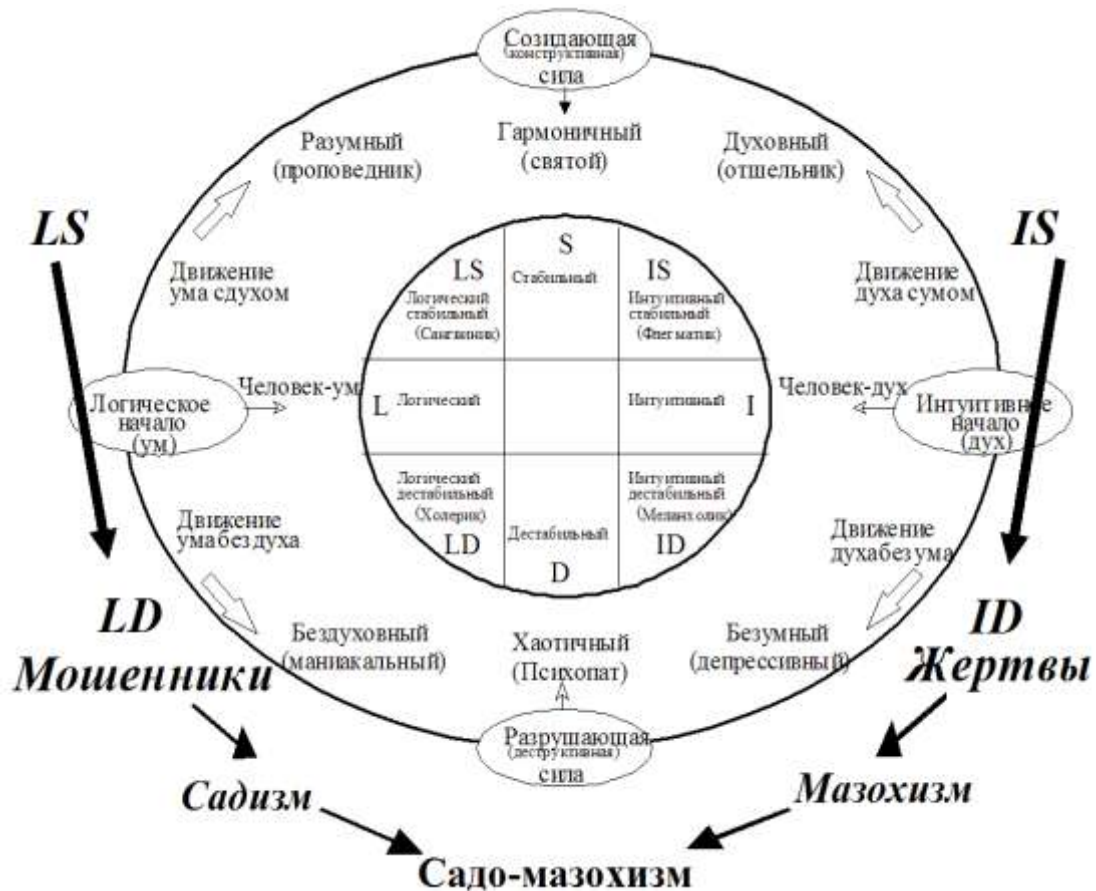 Созидающая
(конструктивная)
сила
Разумный
(проповедник)
Гармоничный
(святой)
Духовный
(отшельник)
LS
IS
Движение
ума сдухом
Движение
духа сумом
S
LS
Стабильный
IS
Логический
стабильный
(Сангвиник)
Интуитивный
стабильный
(Флегматик)
Логическое
начало
(ум)
Человек-ум
L Логический
Интуитивный I
Человек-дух
Интуитивное
начало
(дух)
Логический
дестабильный
(Холерик)
LD
Дестабильный
D
Интуитивный
дестабильный
(Меланхолик)
ID
Движение
умабездуха
Движение
духабезума
LD
Мошенники
ID
Жертвы
Бездуховный
(маниакальный)
Хаотичный
(Психопат)
Безумный
(депрессивный)
Разрушающая
(деструктивная)
сила
Садизм
Мазохизм
Садо-мазохизм